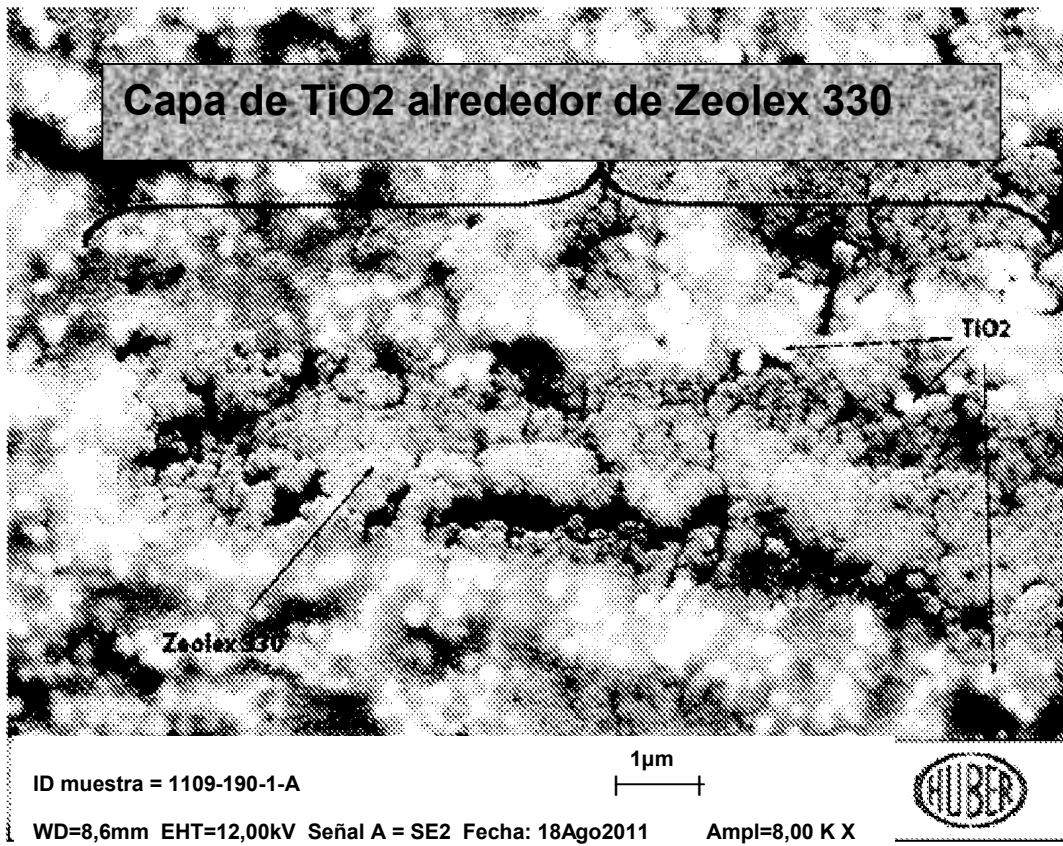 Capa de TiO2 alrededor de Zeolex 330
TiO2
Zeolex 330
1µm
ID muestra = 1109-190-1-A
WD=8,6mm EHT=12,00kV Señal A = SE2 Fecha: 18Ago2011 Ampl=8,00 K X
HUBER